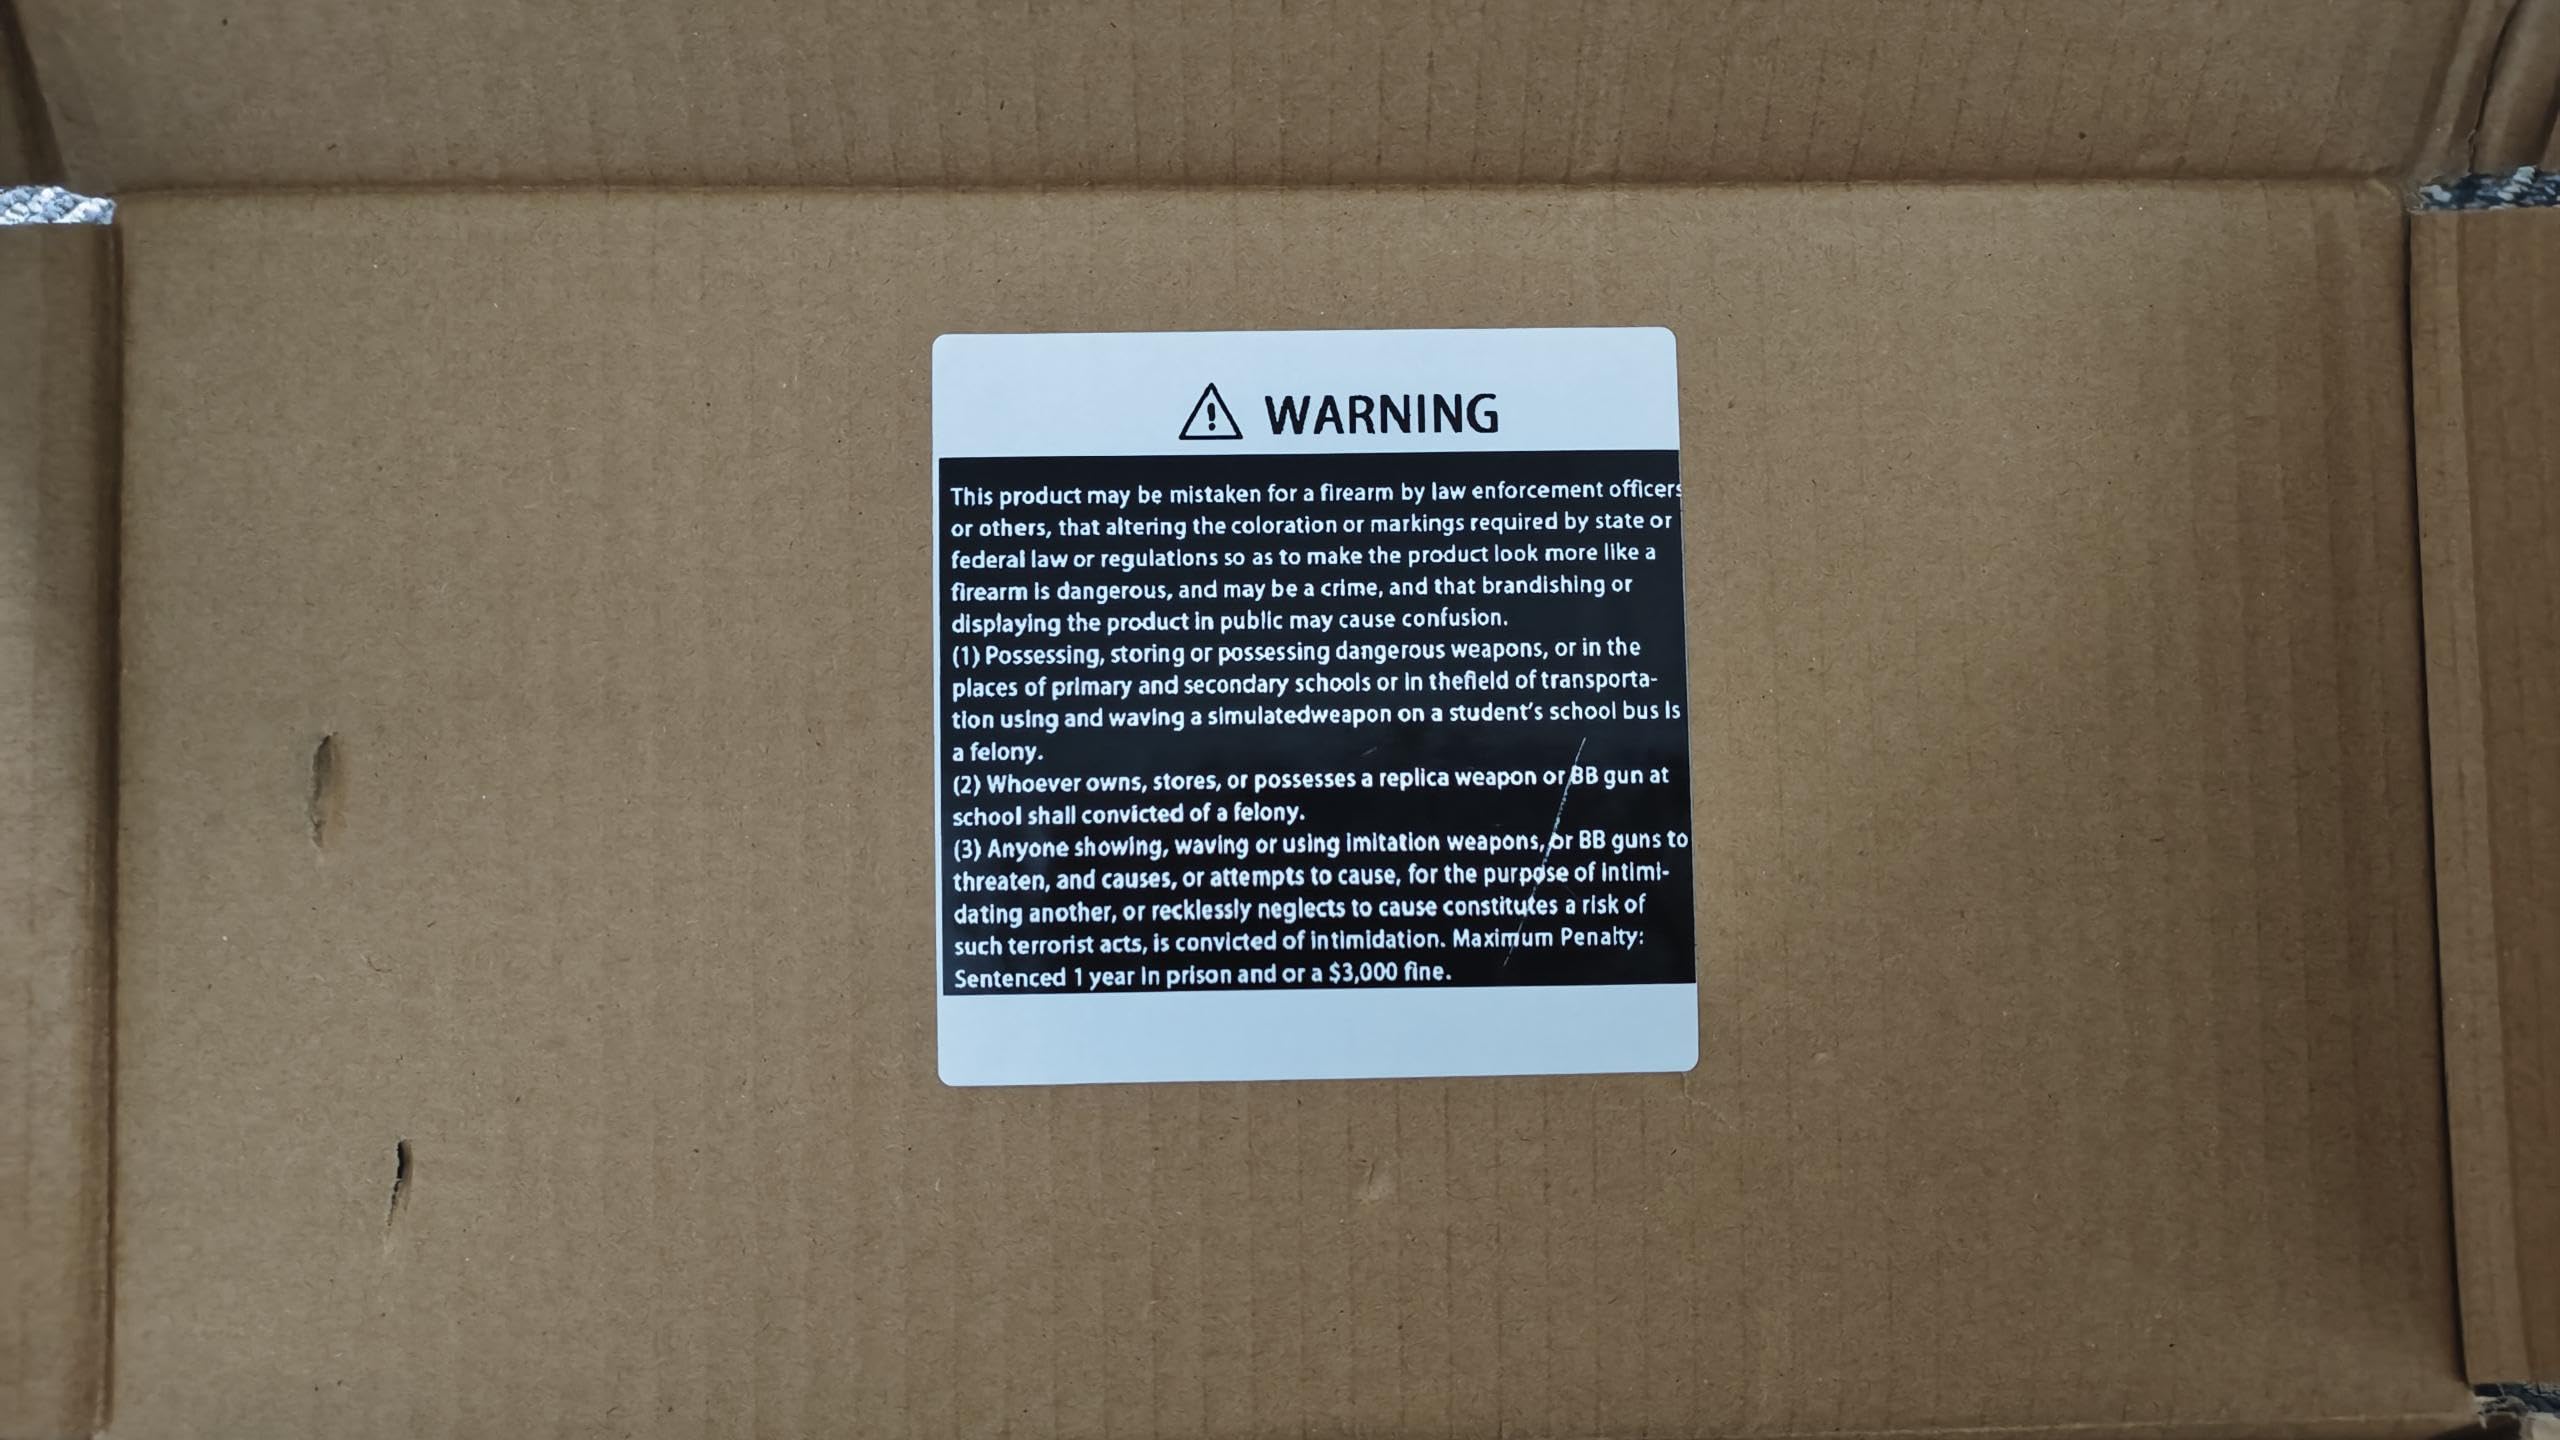 WARNING
This product may be mistaken for a firearm by law enforcement officers
or others, that altering the coloration or markings required by state or
federal law or regulations so as to make the product look more like a
firearm is dangerous, and may be a crime, and that brandishing or
displaying the product in public may cause confusion.
(1) Possessing, storing or possessing dangerous weapons, or in the
places of primary and secondary schools or in thefield of transporta-
tion using and waving a simulatedweapon on a student's school bus is
a felony.
(2) Whoever owns, stores, or possesses a replica weapon or BB gun at
school shall convicted of a felony.
(3) Anyone showing, waving or using imitation weapons, or BB guns to
threaten, and causes, or attempts to cause, for the purpose of intimi-
dating another, or recklessly neglects to cause constitutes a risk of
such terrorist acts, is convicted of intimidation. Maximum Penalty:
Sentenced 1 year in prison and or a $3,000 fine.